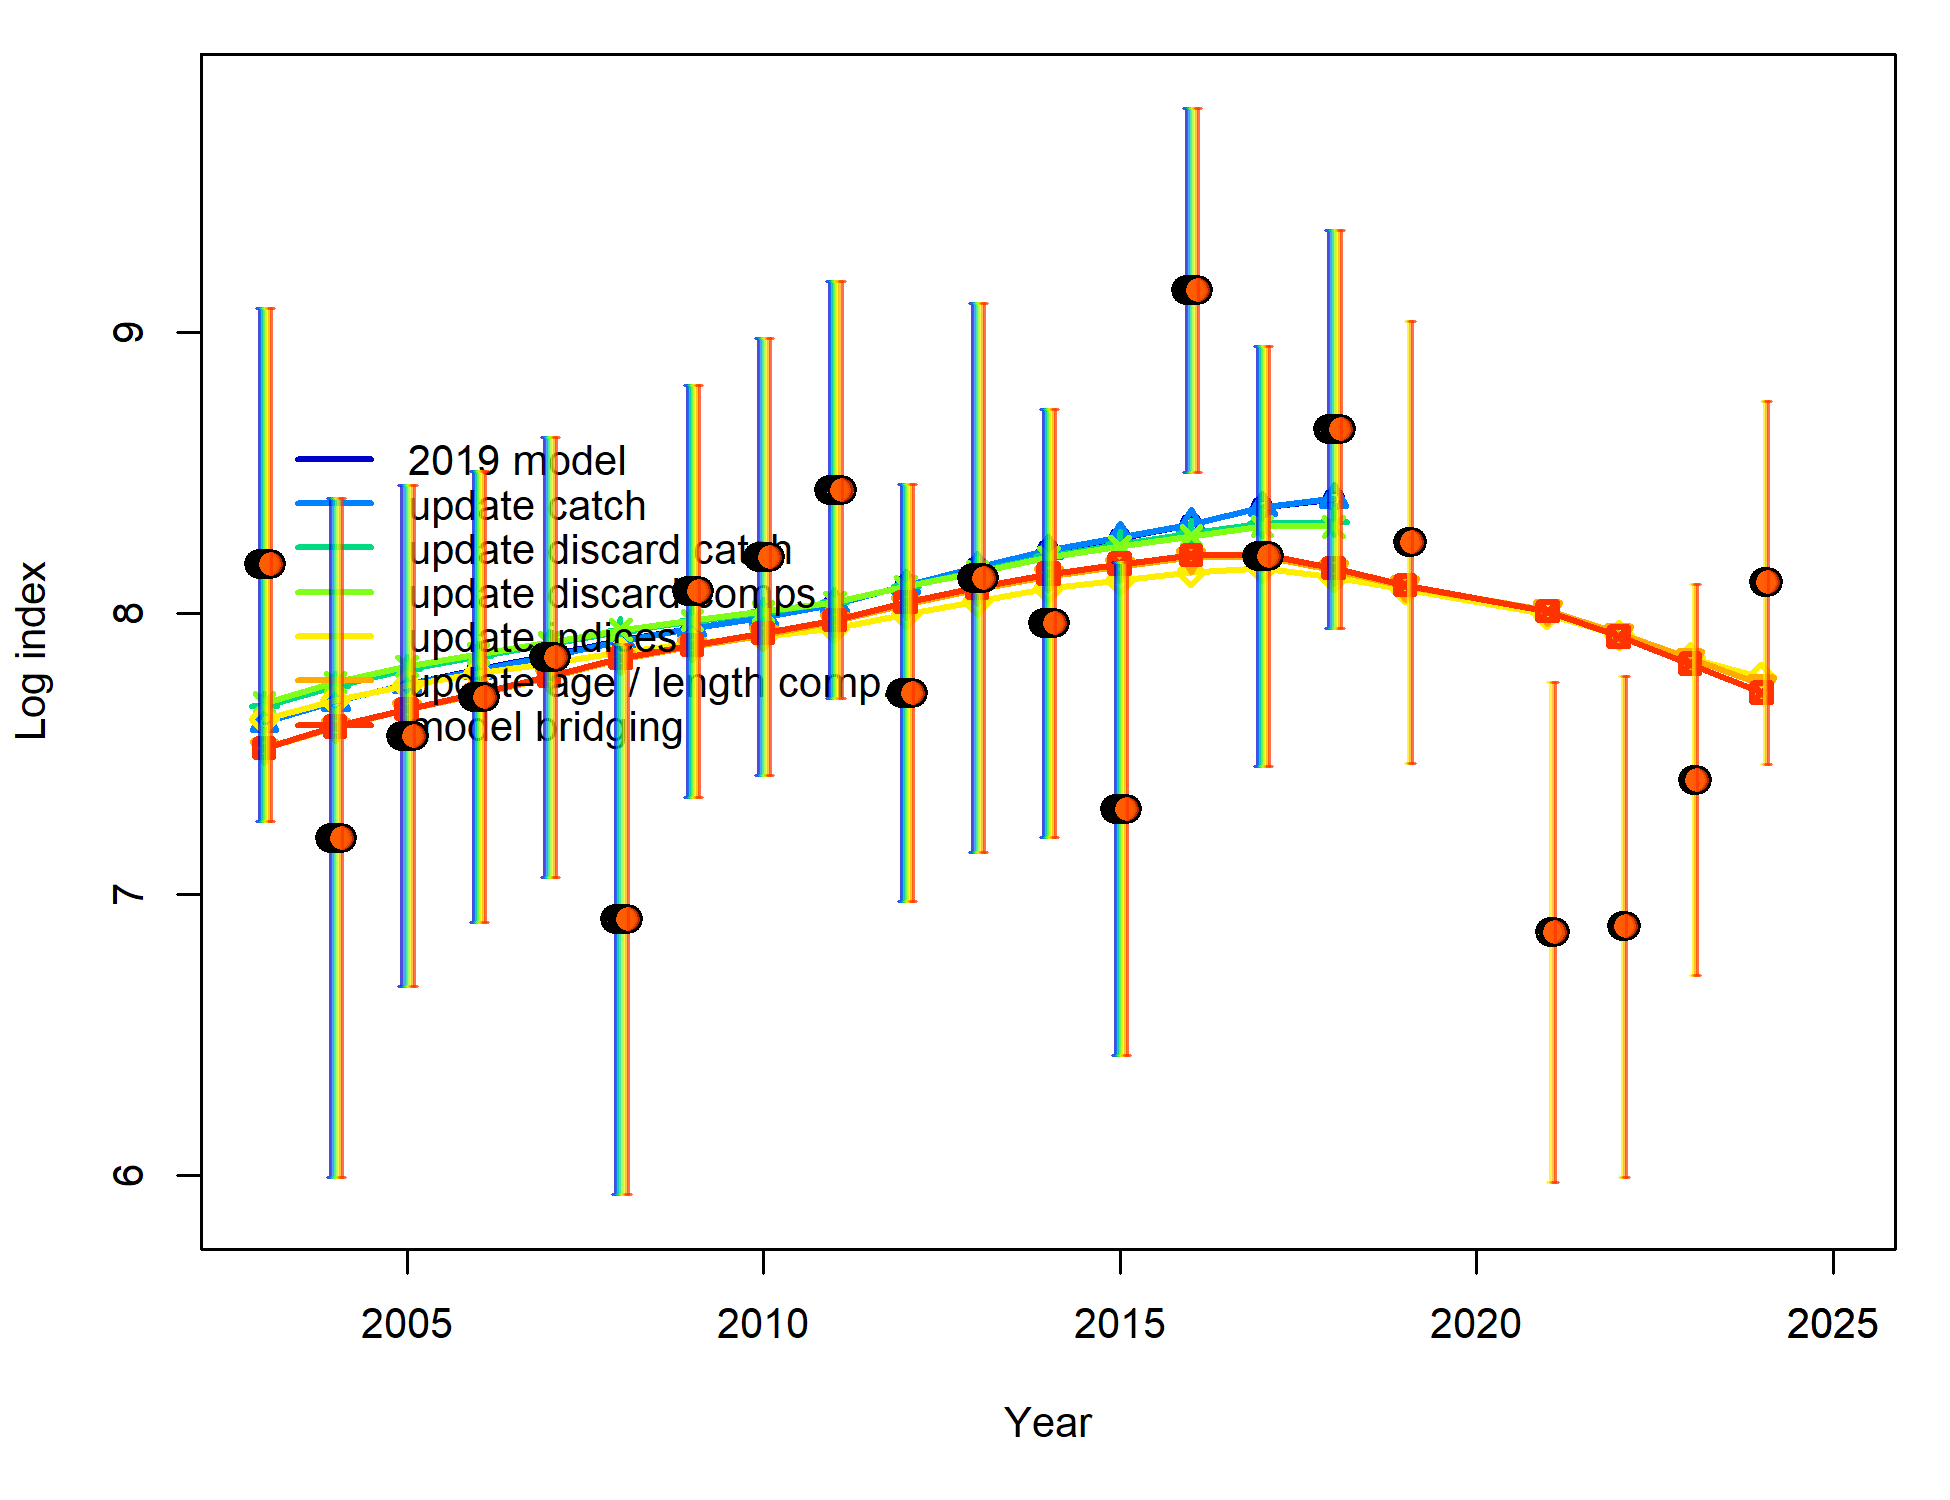 9
8
7
6
Log index
2019 model
update catch
update discard catch
update discard comps
update indices
update age / length comp.
model bridging
2005 2010 2015 2020 2025
Year